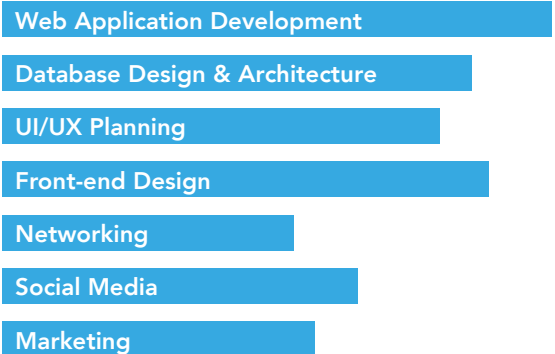 Web Application Development
Database Design & Architecture
UI/UX Planning
Front-end Design
Networking
Social Media
Marketing